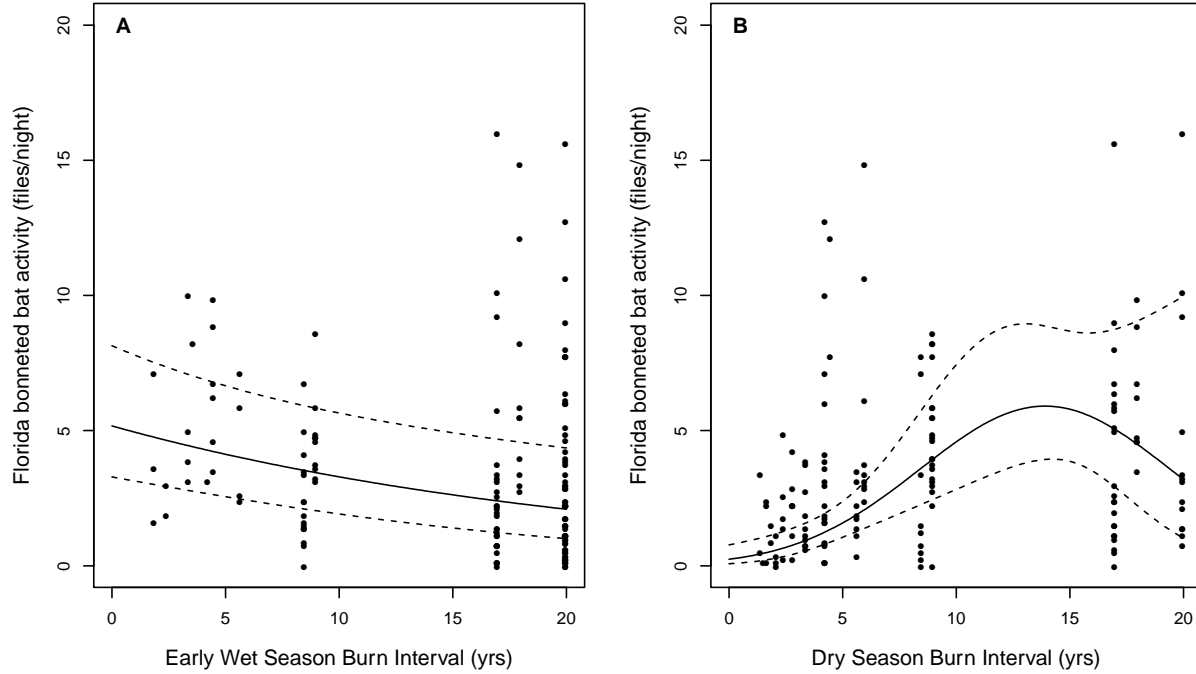 A
20
15
10
5
0
Florida bonneted bat activity (files/night)
0 5 10 15 20
Early Wet Season Burn Interval (yrs)
B
20
15
10
5
0
Florida bonneted bat activity (files/night)
0 5 10 15 20
Dry Season Burn Interval (yrs)